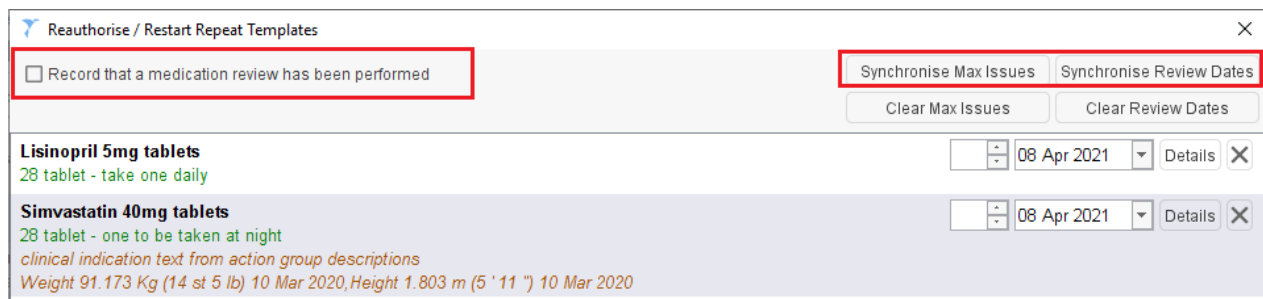 Reauthorise / Restart Repeat Templates
Record that a medication review has been performed
Synchronise Max Issues Synchronise Review Dates
Clear Max Issues Clear Review Dates
Lisinopril 5mg tablets
08 Apr 2021 Details
28 tablet - take one daily
Simvastatin 40mg tablets
08 Apr 2021 Details
28 tablet - one to be taken at night
clinical indication text from action group descriptions
Weight 91.173 Kg (14 st 5 lb) 10 Mar 2020,Height 1.803 m (5 ' 11 ") 10 Mar 2020